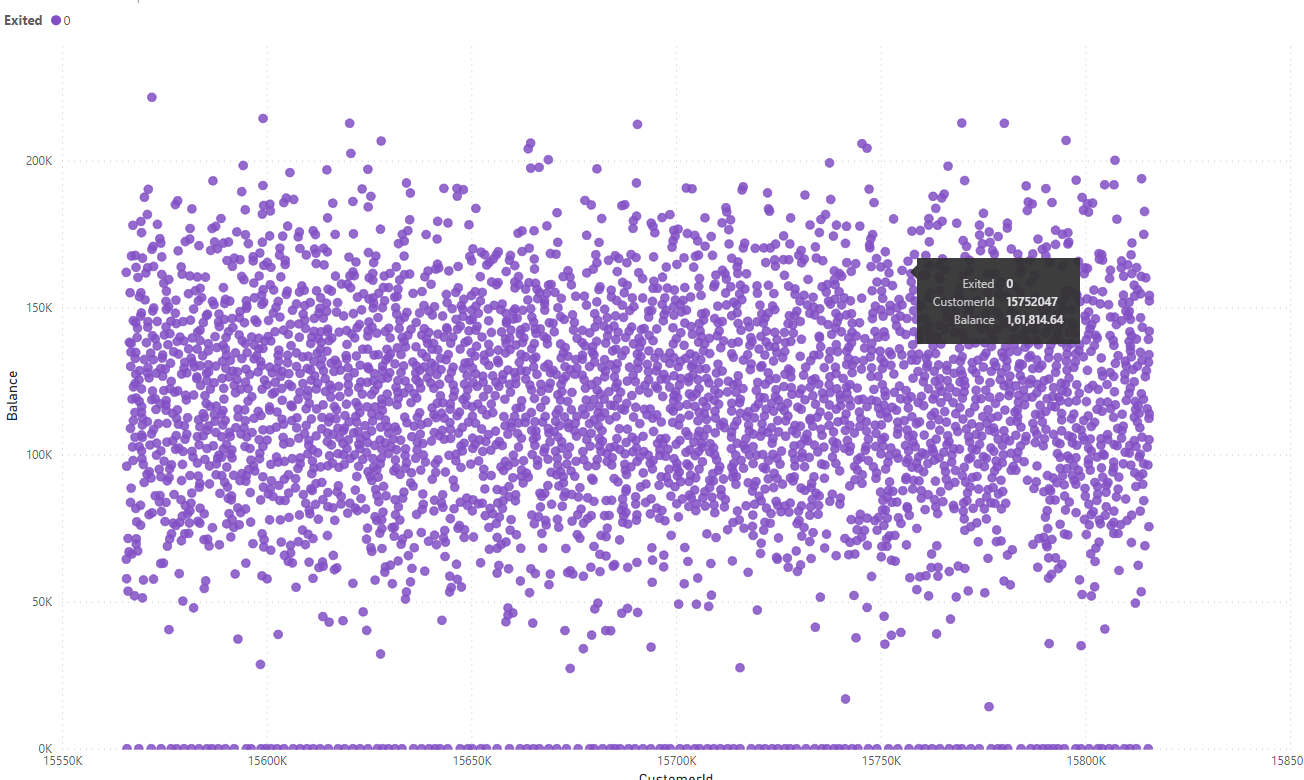 Exited 0
200K
150K
100K
50K
0K
Balance
Exited 0
CustomerId 15752047
Balance 1,61,814.64
15550K 15600K 15650K 15700K 15750K 15800K 15850
CustomerId